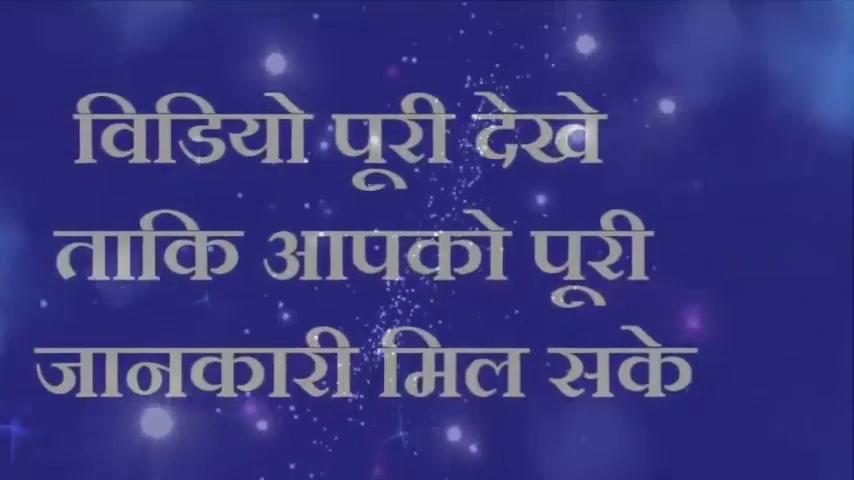 विडियो पूरी देखे
ताकि आपको पूरी
जानकारी मिल सके